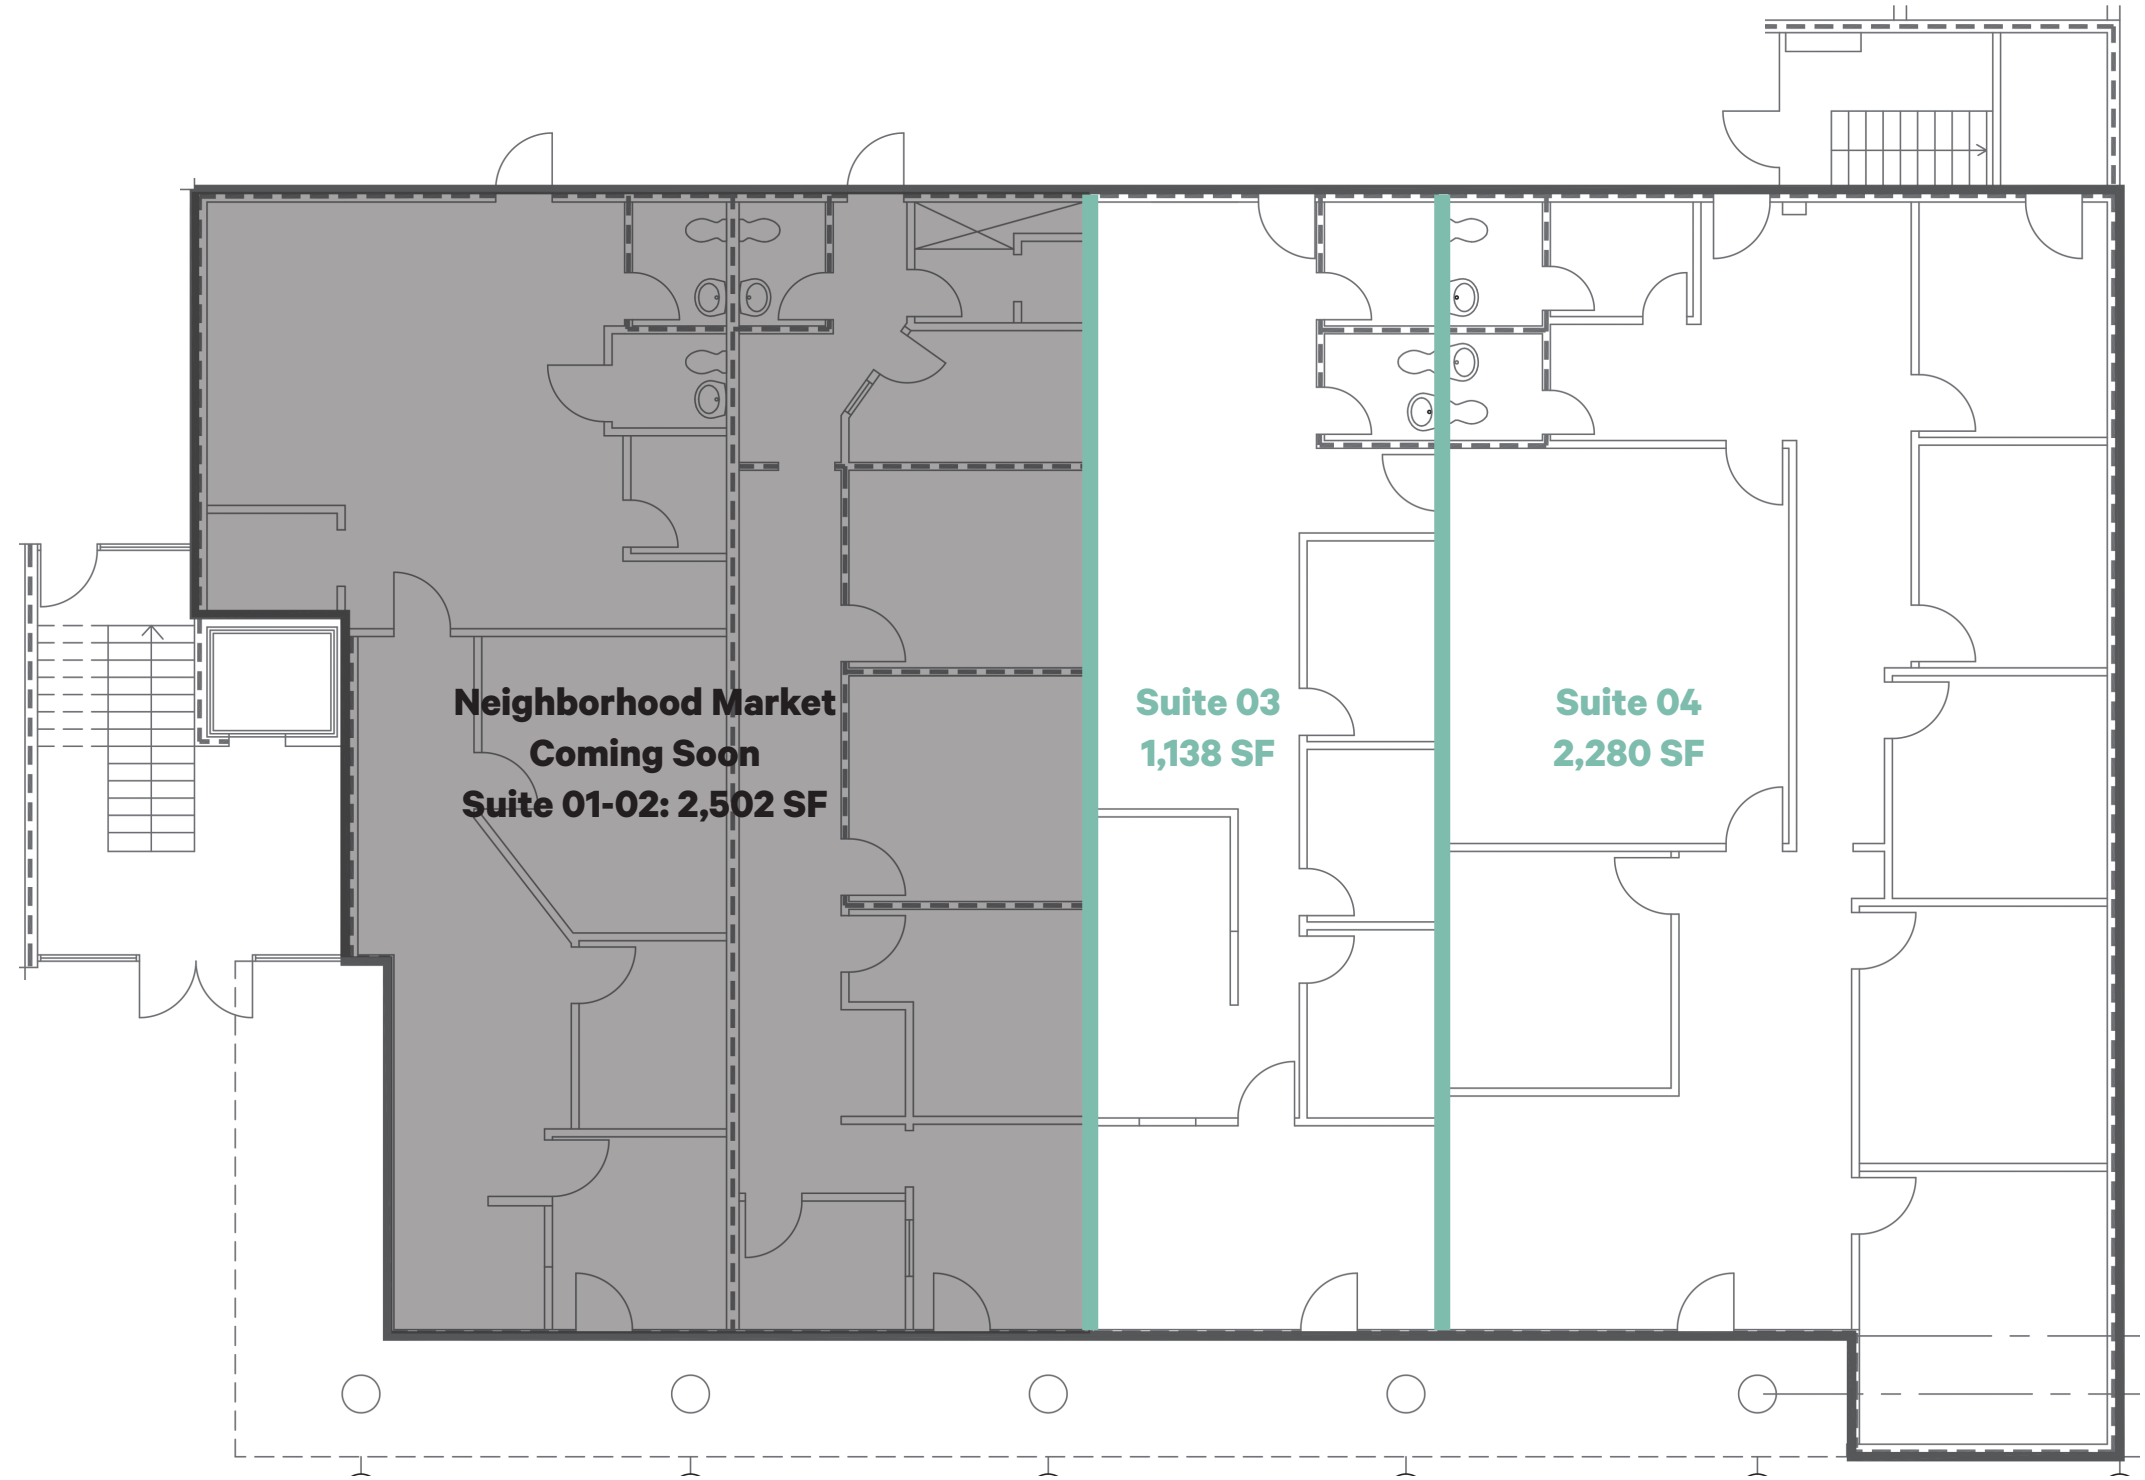 Neighborhood Market
Coming Soon
Suite 01-02: 2,502 SF
Suite 03
1,138 SF
Suite 04
2,280 SF